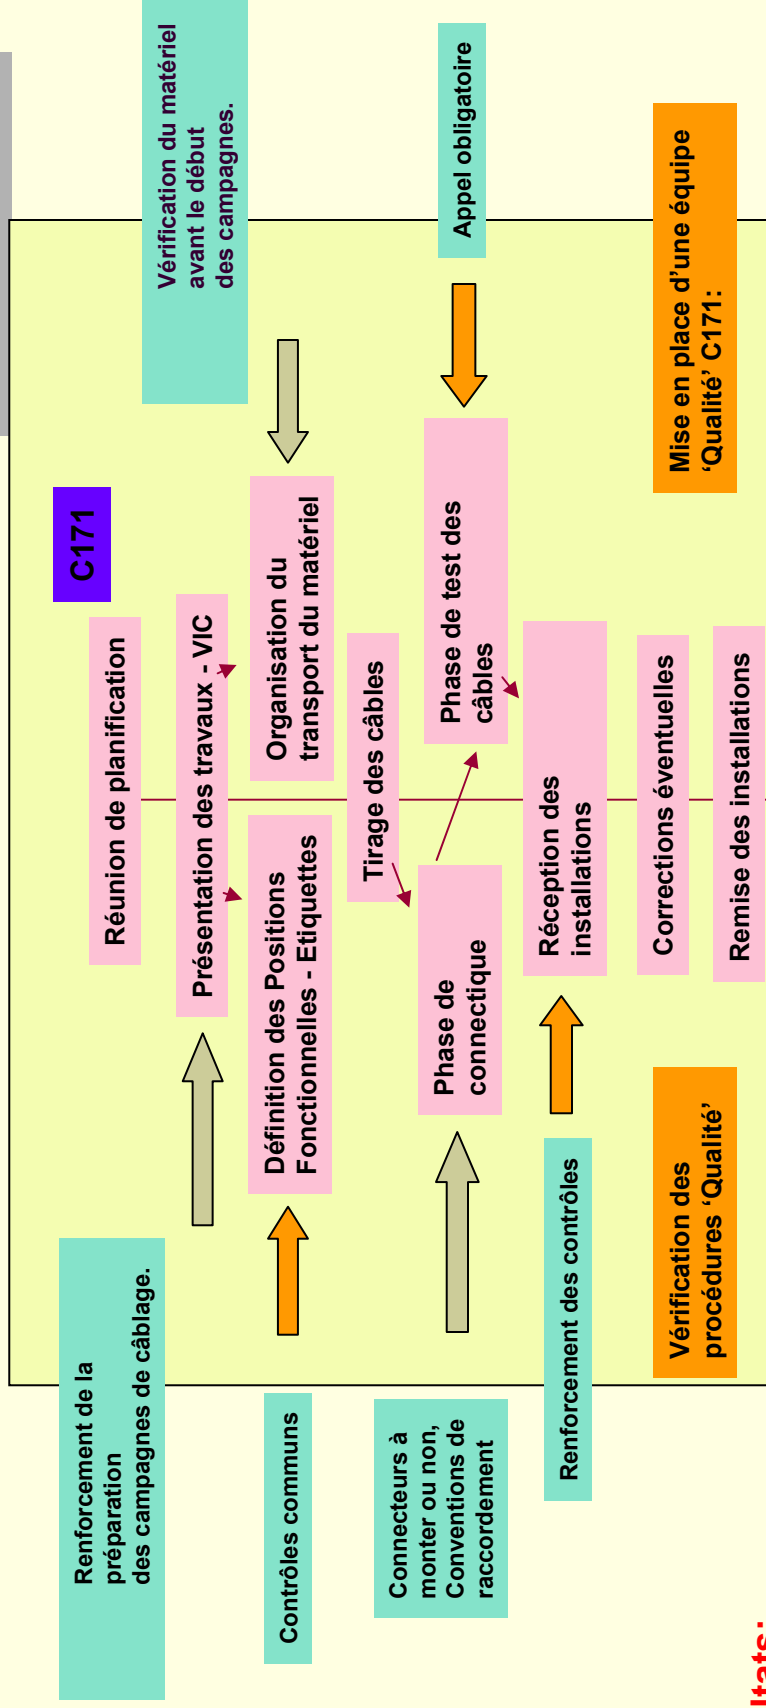 C171
Réunion de planification
Renforcement de la
préparation
des campagnes de câblage.
Présentation des travaux - VIC
Vérification du matériel
avant le début
des campagnes.
Contrôles communs
Définition des Positions
Fonctionnelles - Etiquettes
Organisation du
transport du matériel
Tirage des câbles
Connecteurs à
monter ou non,
Conventions de
raccordement
Phase de
connectique
Phase de test des
câbles
Appel obligatoire
Renforcement des contrôles
Réception des
installations
Vérification des
procédures ‘Qualité’
Corrections éventuelles
Mise en place d’une équipe
‘Qualité’ C171:
Remise des installations
ltats: